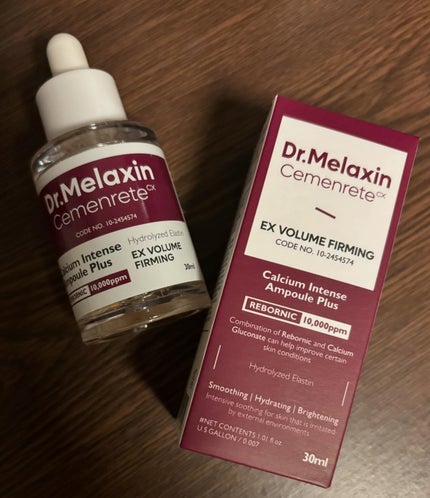 Dr.Melaxin
Cemenrete CX
CODE NO. 10-2454574
Hydrolyzed Elastin
Calcium Intense
Ampoule Plus
EX VOLUME
FIRMING
REBORNIC 10,000ppm
30ml
Dr.Melaxin
Cemenrete CX
EX VOLUME FIRMING
CODE NO. 10-2454574
Calcium Intense
Ampoule Plus
REBORNIC 10,000ppm
Combination of Rebornic and Calcium
Gluconate can help improve certain
skin conditions
Hydrolyzed Elastin
Smoothing | Hydrating | Brightening
Intensive soothing for skin that is irritated
by external environments
#NET CONTENTS 1.01 fl.oz
U.S GALLON / 0.007
30ml